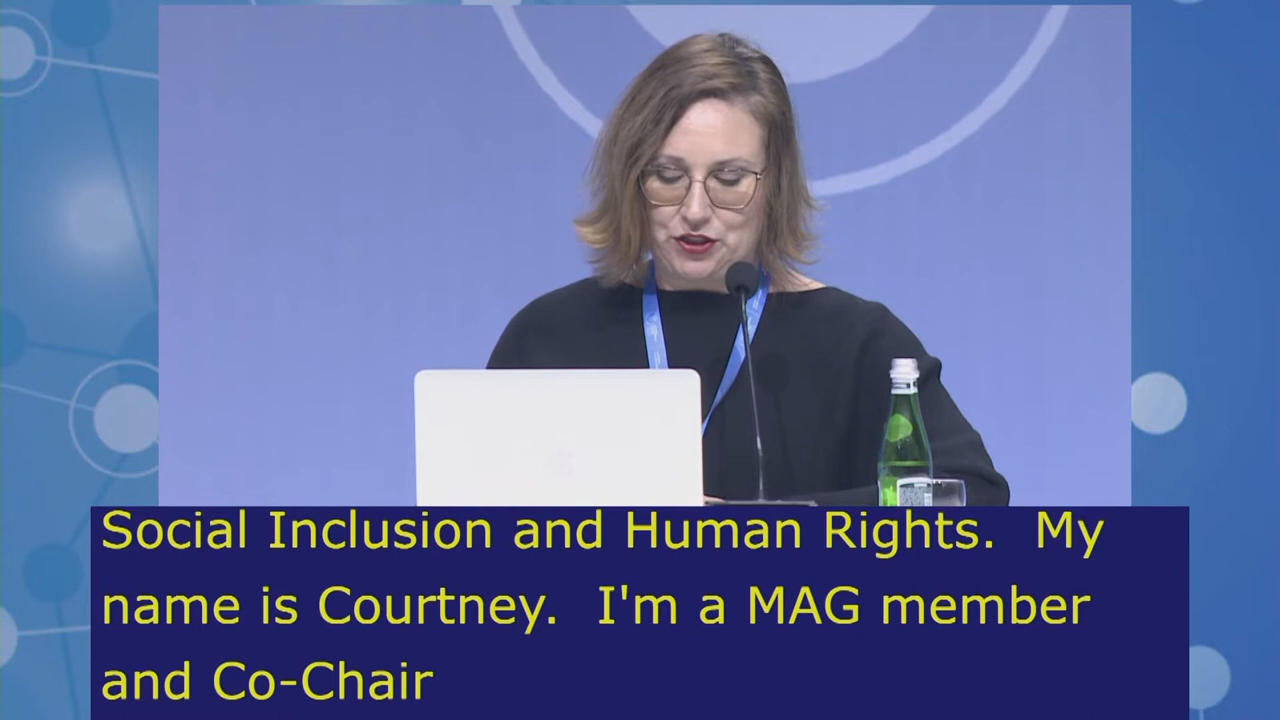 Social Inclusion and Human Rights.  My
name is Courtney.  I'm a MAG member
and Co-Chair